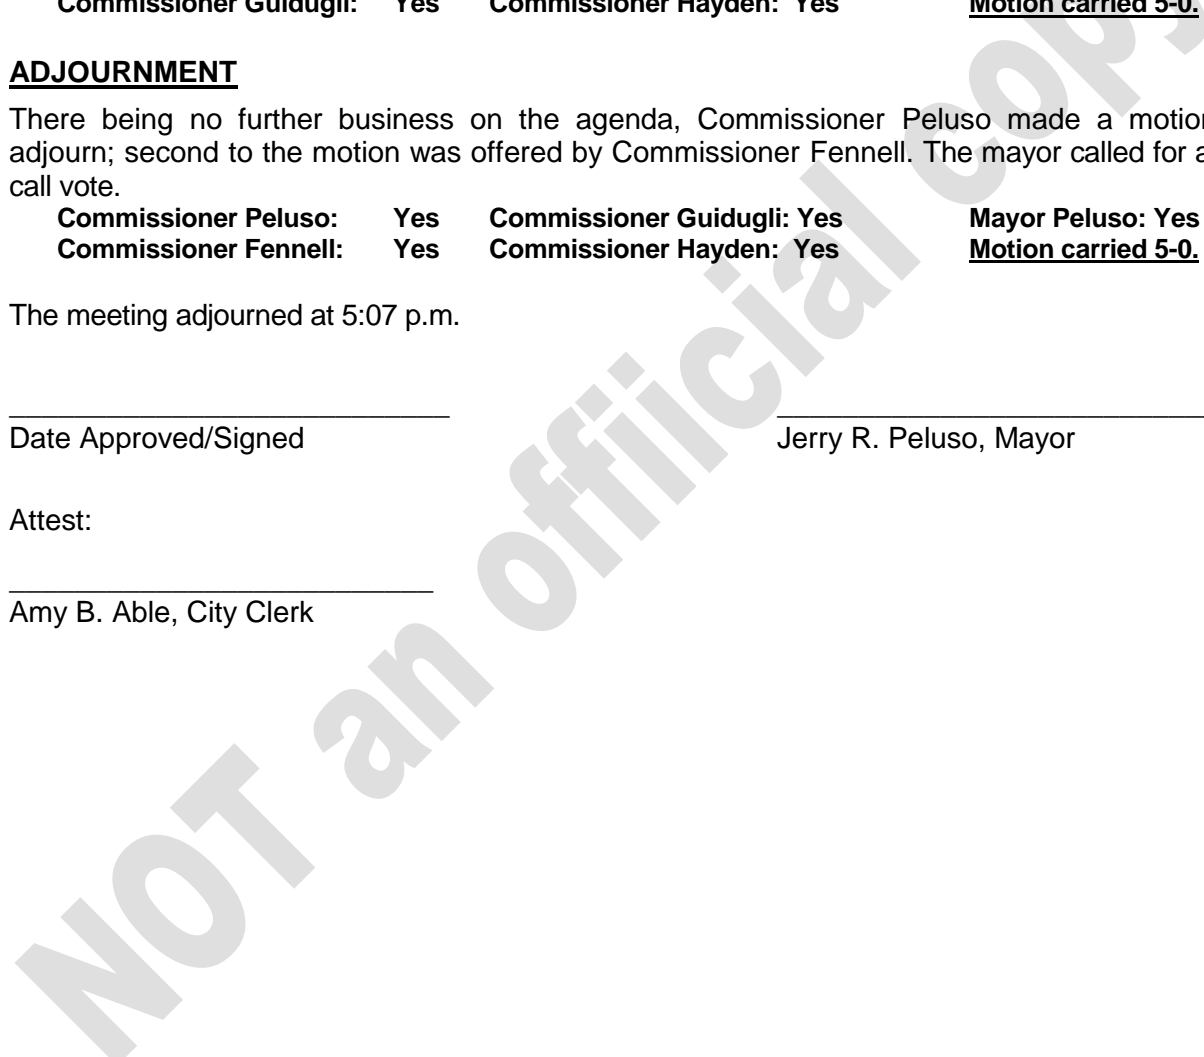 Commissioner Guidugli: Yes Commissioner Hayden: Yes Motion carried 5-0.
ADJOURNMENT
There being no further business on the agenda, Commissioner Peluso made a motion
adjourn; second to the motion was offered by Commissioner Fennell. The mayor called for a
call vote.
Commissioner Peluso: Yes Commissioner Guidugli: Yes Mayor Peluso: Yes
Commissioner Fennell: Yes Commissioner Hayden: Yes Motion carried 5-0.
The meeting adjourned at 5:07 p.m.
___________________________ ___________________________
Date Approved/Signed Jerry R. Peluso, Mayor
Attest:
__________________________
Amy B. Able, City Clerk
NOT an offiicial copy